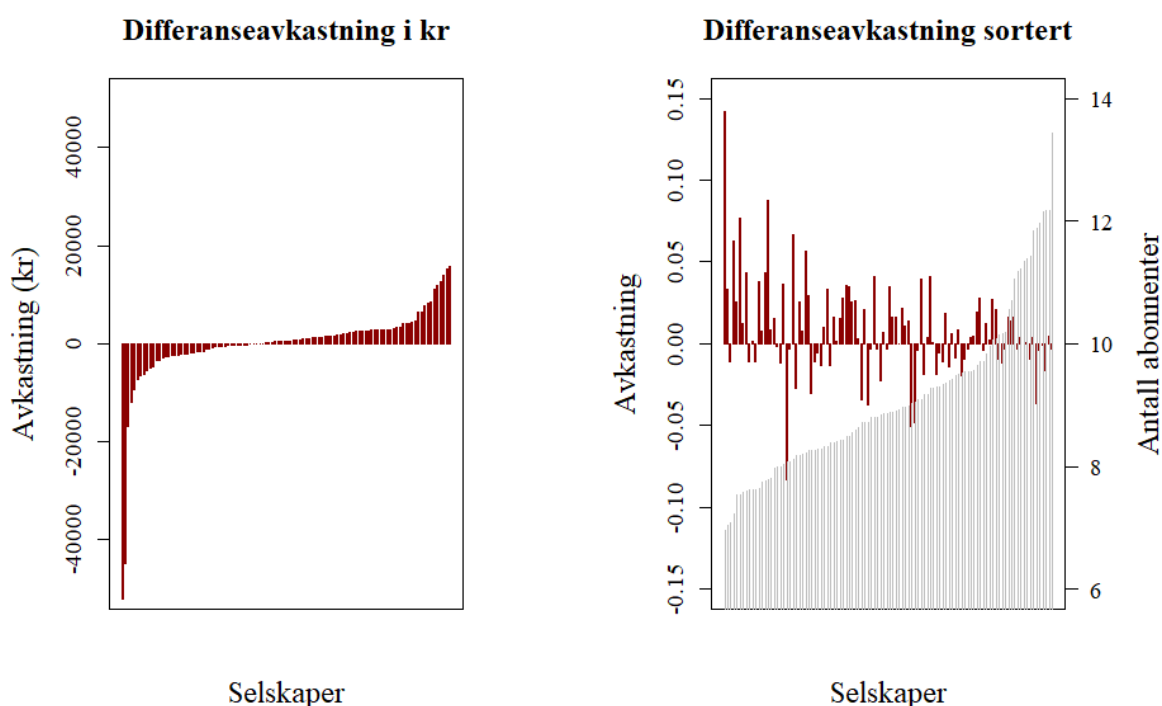 Differanseavkastning i kr
Avkastning (kr)
40000
20000
0
-20000
-40000
Selskaper
Differanseavkastning sortert
Avkastning
0.15
0.10
0.05
0.00
-0.05
-0.10
-0.15
14
12
10
8
6
Antall abonenter
Selskaper